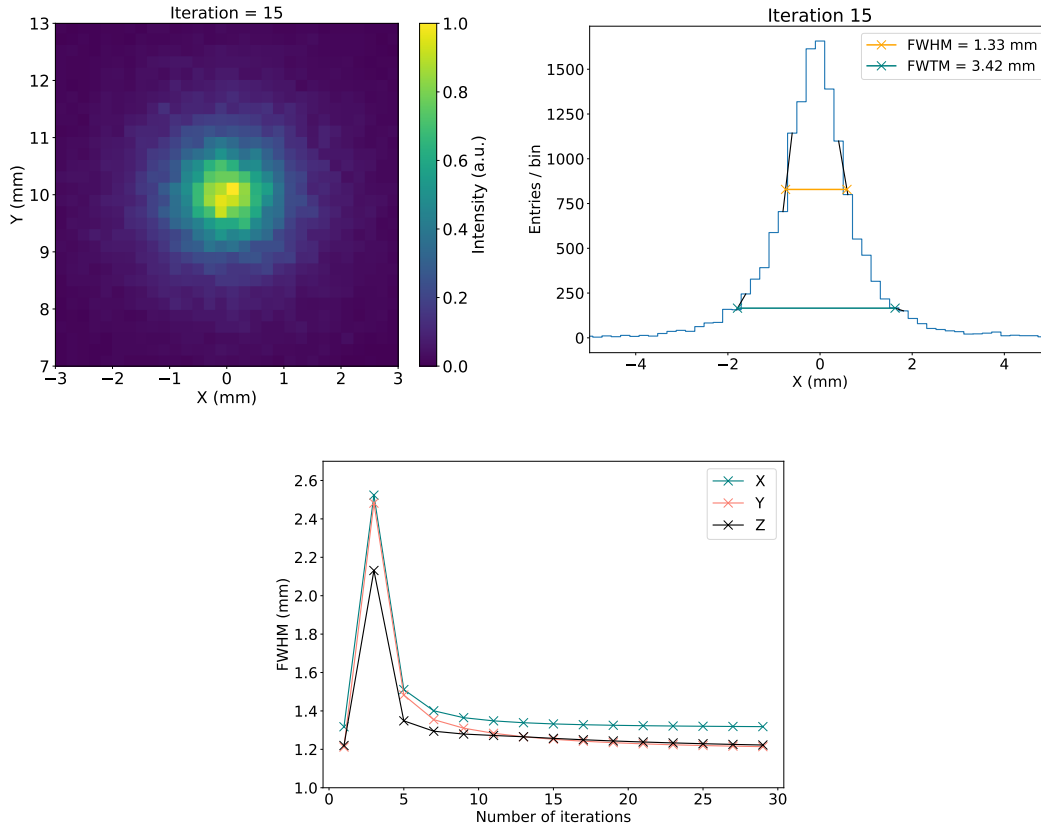 Iteration = 15
13
12
11
10
9
8
7
Y (mm)
−3 −2 −1 0 1 2 3
X (mm)
1.0
0.8
0.6
0.4
0.2
0.0
Intensity (a.u.)
Iteration 15
FWHM = 1.33 mm
FWTM = 3.42 mm
1500
1250
1000
750
500
250
0
Entries / bin
−4 −2 0 2 4
X (mm)
X
Y
Z
2.6
2.4
2.2
2.0
1.8
1.6
1.4
1.2
1.0
FWHM (mm)
0 5 10 15 20 25 30
Number of iterations